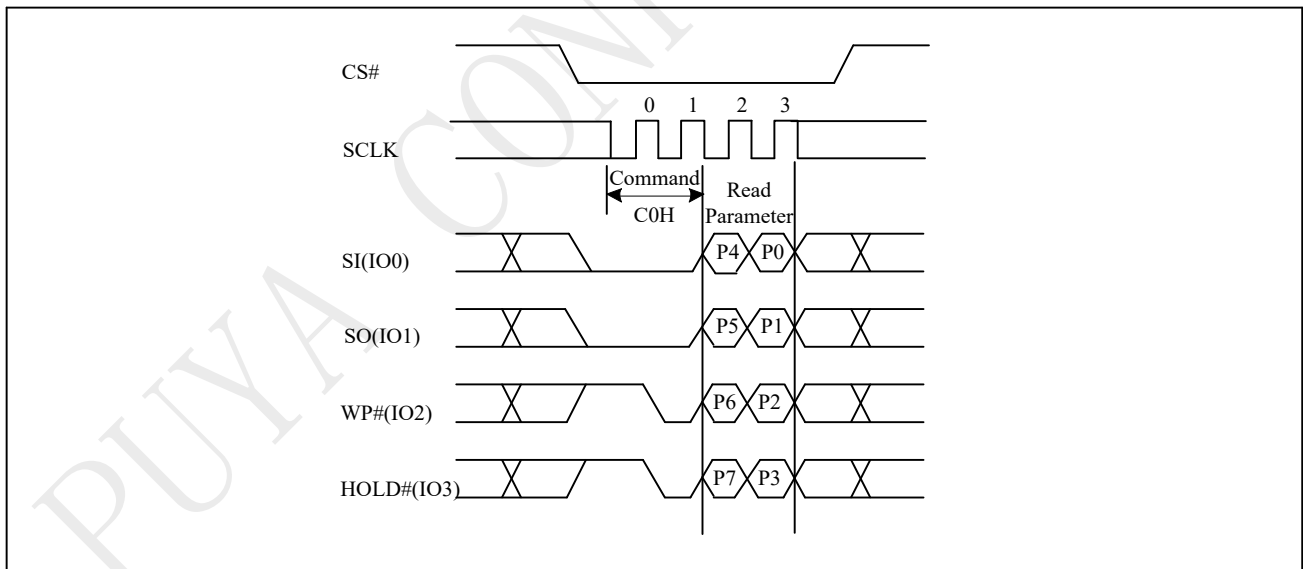 CS#
0 1 2 3
SCLK
Command Read
C0H Parameter
SI(IO0) P4 P0
SO(IO1) P5 P1
WP#(IO2) P6 P2
HOLD#(IO3) P7 P3
PUYA CONF